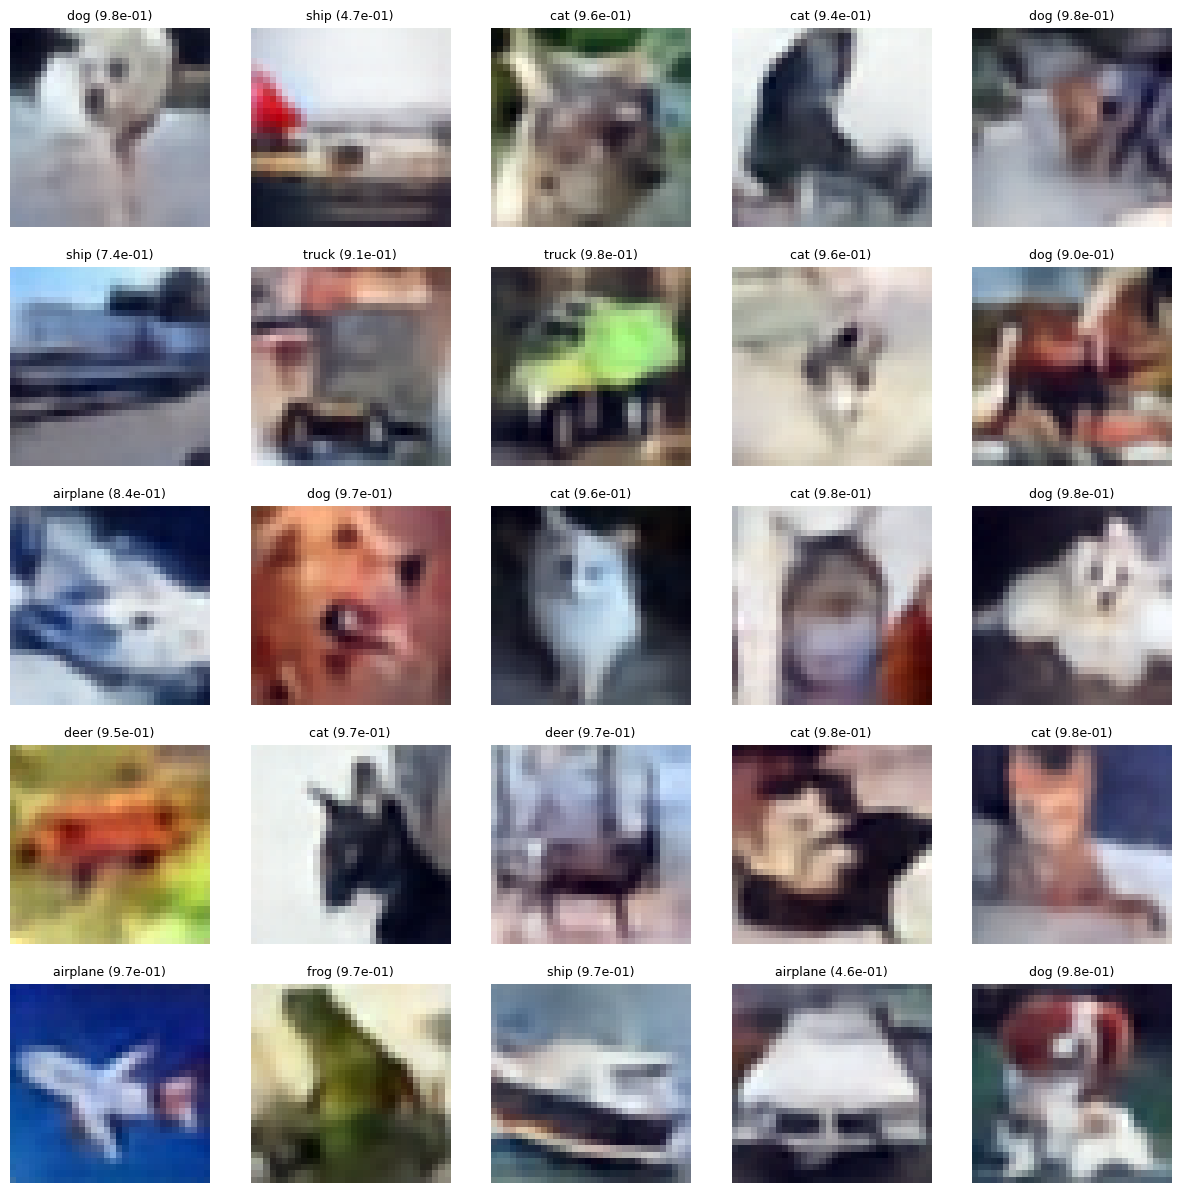 dog (9.8e-01)
ship (4.7e-01)
cat (9.6e-01)
cat (9.4e-01)
dog (9.8e-01)
ship (7.4e-01)
truck (9.1e-01)
truck (9.8e-01)
cat (9.6e-01)
dog (9.0e-01)
airplane (8.4e-01)
dog (9.7e-01)
cat (9.6e-01)
cat (9.8e-01)
dog (9.8e-01)
deer (9.5e-01)
cat (9.7e-01)
deer (9.7e-01)
cat (9.8e-01)
cat (9.8e-01)
airplane (9.7e-01)
frog (9.7e-01)
ship (9.7e-01)
airplane (4.6e-01)
dog (9.8e-01)